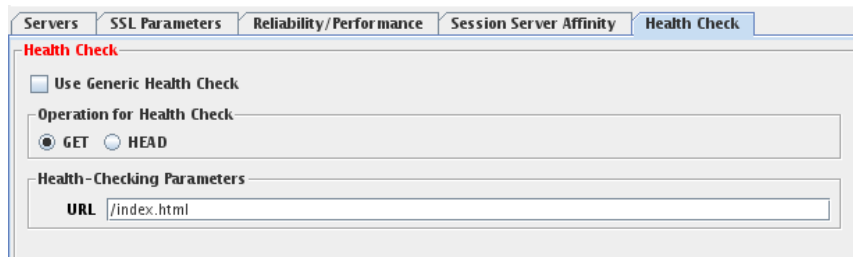 Servers SSL Parameters Reliability/Performance Session Server Affinity Health Check
Health Check
Use Generic Health Check
Operation for Health Check
GET HEAD
Health-Checking Parameters
URL /index.html